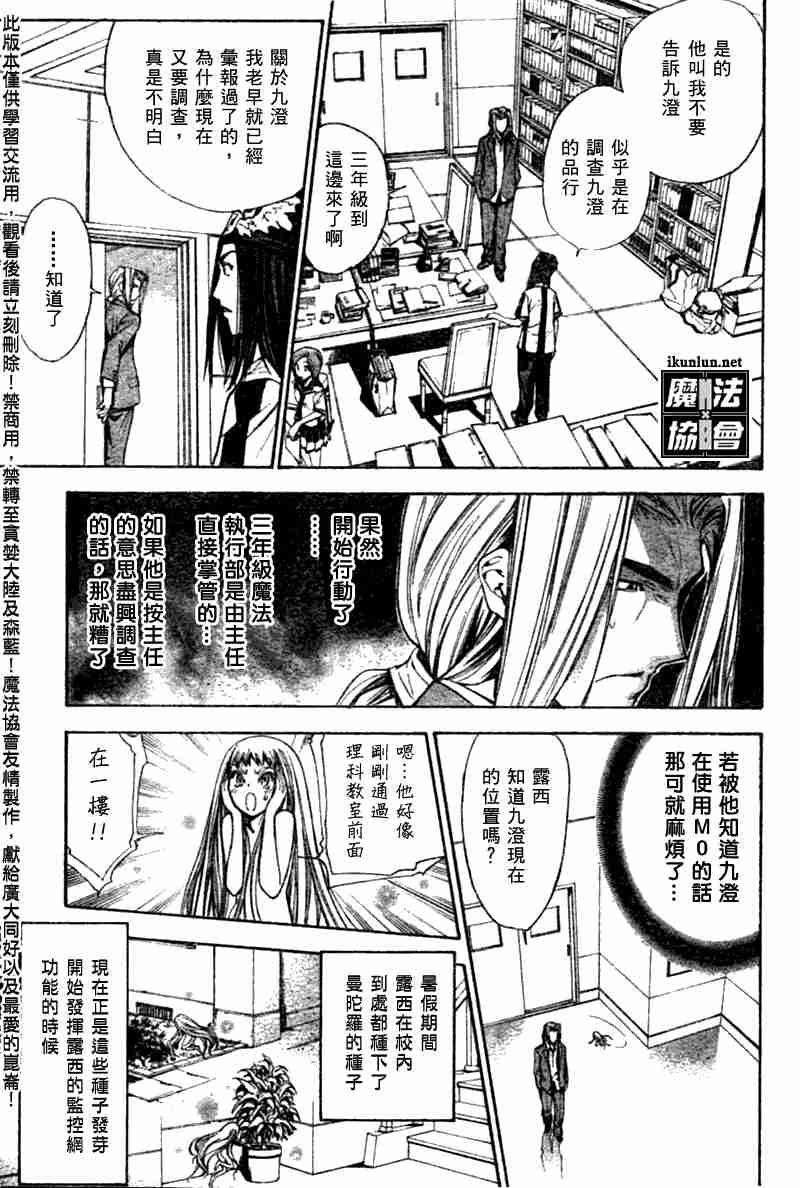 是的
他叫我不要
告訴九澄
似乎是在
調查九澄
的品行
三年級到
這邊來了啊
關於九澄
我老早就已經
彙報過了的，
為什麼現在
又要調查，
真是不明白
……知道了
ikunlun.net
魔法
協會
M×B
果然
開始行動了
……
三年級魔法
執行部是由主任
直接掌管的…
如果他是按主任
的意思盡興調查
的話，那就糟了
若被他知道九澄
在使用M0的話
那可就麻煩了…
露西
知道九澄現在
的位置嗎？
嗯…他好像
剛剛通過
理科教室前面
在一樓!!
暑假期間
露西在校內
到處都種下了
曼陀羅的種子
現在正是這些種子發芽
開始發揮露西的監控網
功能的時候
此版本僅供學習交流用，觀看後請立刻刪除！禁商用，禁轉至貪婪大陸及森藍！魔法協會友情製作，獻給廣大同好以及最愛的崑崙！